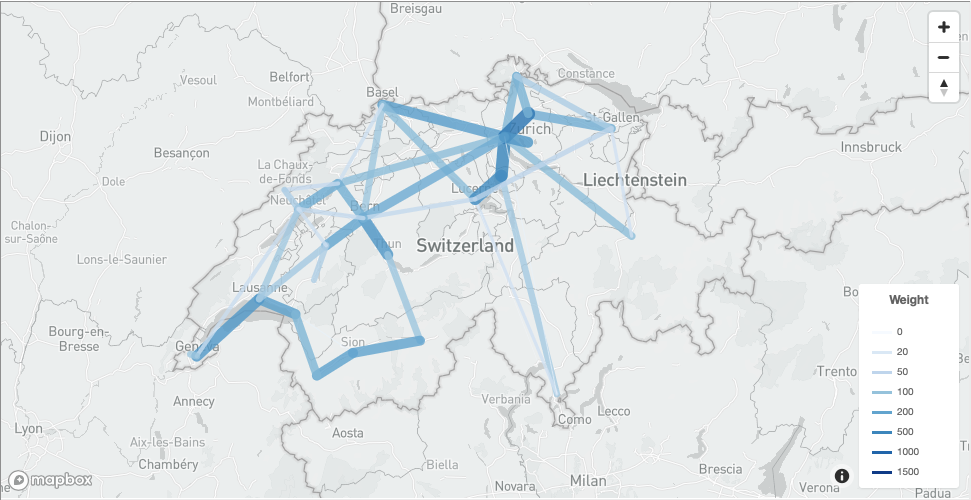 Breisgau
Constance
Belfort
Vesoul
Basel
Montbéliard
St-Gallen
Zurich
Dijon
Innsbruck
Besançon
La Chaux-
de-Fonds
Dole
Liechtenstein
Lucerne
Neuchâtel
Bern
Chalon-
sur-Saône
Thun
Switzerland
Lons-le-Saunier
Lausanne
Bo
Weight
0
20
50
100
200
500
1000
1500
Bourg-en-
Bresse
Geneva
Sion
Trento
Annecy
Verbania
Lecco
Como
Lyon
Aosta
Aix-les-Bains
Chambéry
Biella
Brescia
mapbox
Novara
Milan
Verona
Padua